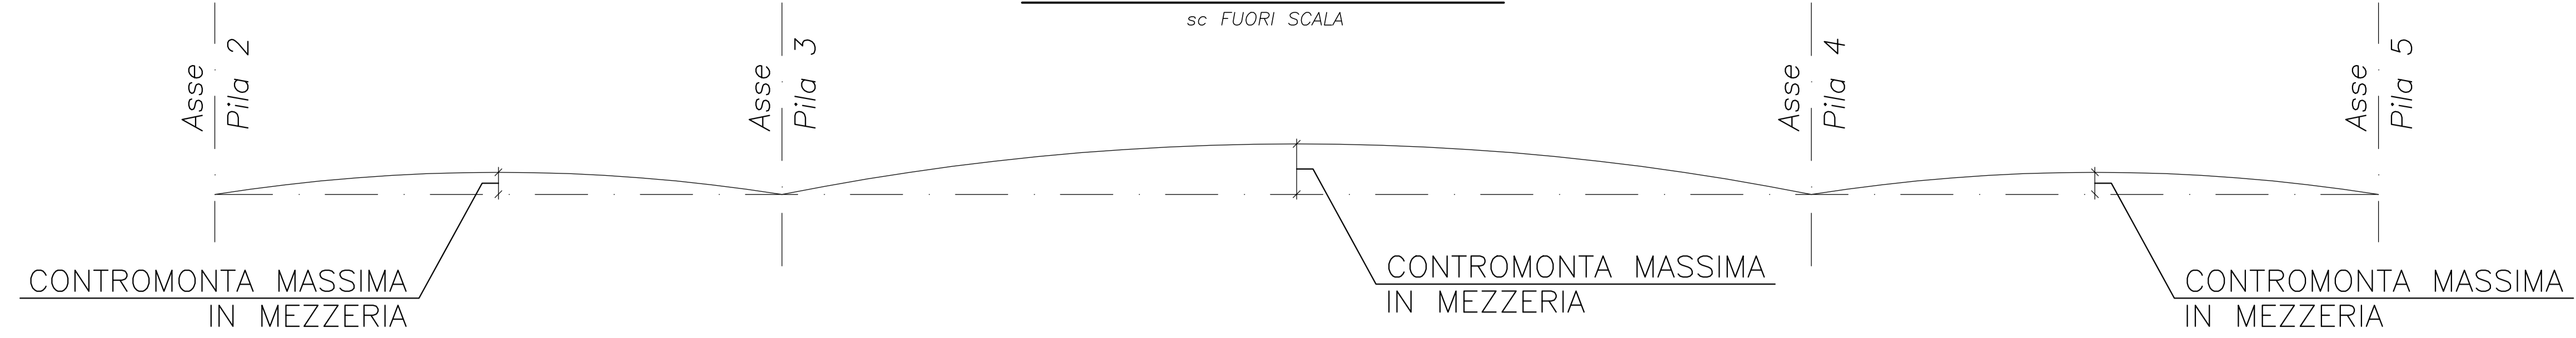 sc FUORI SCALA
Asse
Pila 2
Asse
Pila 3
Asse
Pila 4
Asse
Pila 5
CONTROMONTA MASSIMA
IN MEZZERIA
CONTROMONTA MASSIMA
IN MEZZERIA
CONTROMONTA MASSIMA
IN MEZZERIA